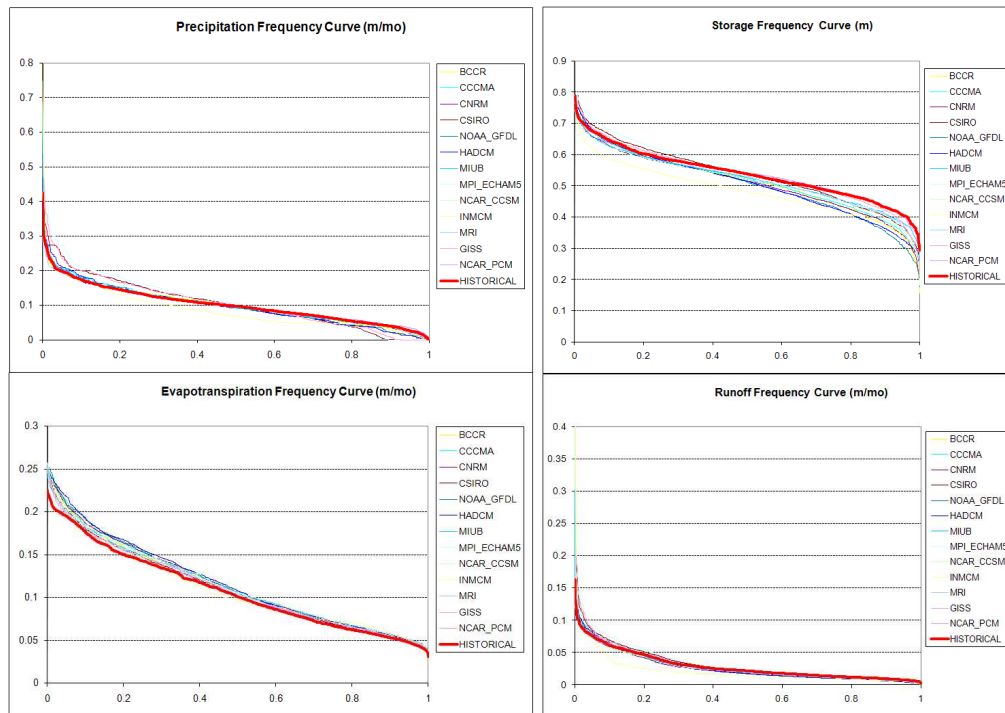 Precipitation Frequency Curve (m/mo)
0.8
0.7
0.6
0.5
0.4
0.3
0.2
0.1
0
0
0.2
0.4
0.6
0.8
1
BCCR
CCCMA
CNRM
CSIRO
NOAA_GFDL
HADCM
MIUB
MPI_ECHAM5
NCAR_CCSM
INMCM
MRI
GISS
NCAR_PCM
HISTORICAL
Storage Frequency Curve (m)
0.9
0.8
0.7
0.6
0.5
0.4
0.3
0.2
0.1
0
0
0.2
0.4
0.6
0.8
1
BCCR
CCCMA
CNRM
CSIRO
NOAA_GFDL
HADCM
MIUB
MPI_ECHAM5
NCAR_CCSM
INMCM
MRI
GISS
NCAR_PCM
HISTORICAL
Evapotranspiration Frequency Curve (m/mo)
0.3
0.25
0.2
0.15
0.1
0.05
0
0
0.2
0.4
0.6
0.8
1
BCCR
CCCMA
CNRM
CSIRO
NOAA_GFDL
HADCM
MIUB
MPI_ECHAM5
NCAR_CCSM
INMCM
MRI
GISS
NCAR_PCM
HISTORICAL
Runoff Frequency Curve (m/mo)
0.4
0.35
0.3
0.25
0.2
0.15
0.1
0.05
0
0
0.2
0.4
0.6
0.8
1
BCCR
CCCMA
CNRM
CSIRO
NOAA_GFDL
HADCM
MIUB
MPI_ECHAM5
NCAR_CCSM
INMCM
MRI
GISS
NCAR_PCM
HISTORICAL